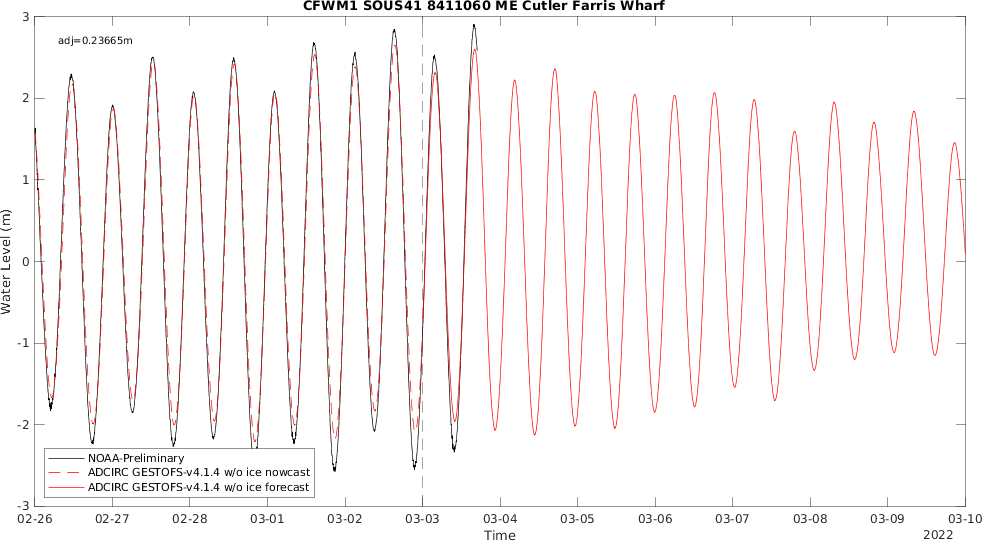 CFWM1 SOUS41 8411060 ME Cutler Farris Wharf
adj=0.23665m
3
2
1
0
-1
-2
-3
Water Level (m)
NOAA-Preliminary
ADCIRC GESTOFS-v4.1.4 w/o ice nowcast
ADCIRC GESTOFS-v4.1.4 w/o ice forecast
02-26 02-27 02-28 03-01 03-02 03-03 03-04 03-05 03-06 03-07 03-08 03-09 03-10
Time
2022